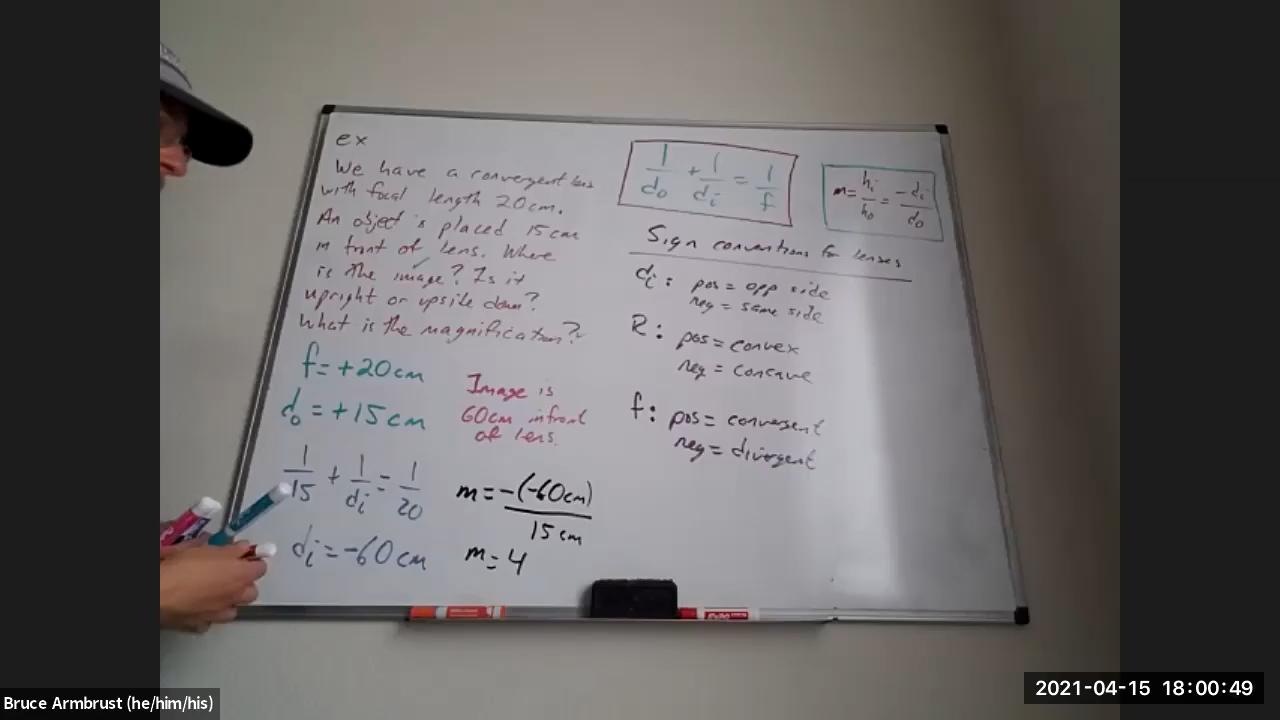 ex
We have a convergent lens
with focal length 20cm.
An object is placed 15cm
in front of lens. Where
is the image? Is it
upright or upside down?
What is the magnification?
f=+20cm
do=+15cm
1/15 + 1/di = 1/20
di=-60cm
Image is
60cm in front
of lens.
m=-(-60cm)/15cm
m=4
1/do + 1/di = 1/f
m=hi/ho=-di/do
Sign conventions for lenses
di: pos = opp side
neg = same side
R: pos = convex
neg = concave
f: pos = convergent
neg = divergent
Bruce Armbrust (he/him/his)
2021-04-15 18:00:49